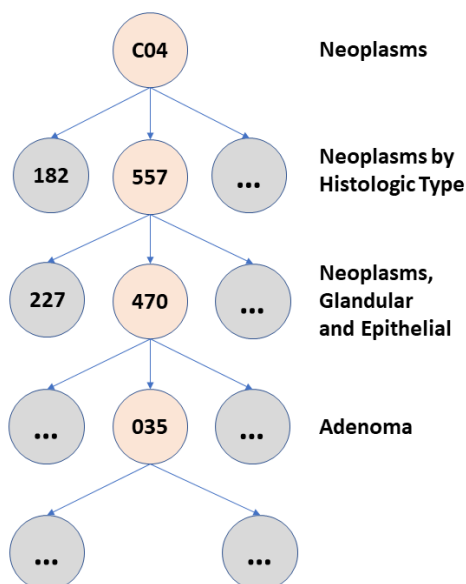 C04 Neoplasms
182 557 ... Neoplasms by
Histologic Type
227 470 ... Neoplasms,
Glandular
and Epithelial
... 035 ... Adenoma
... ...